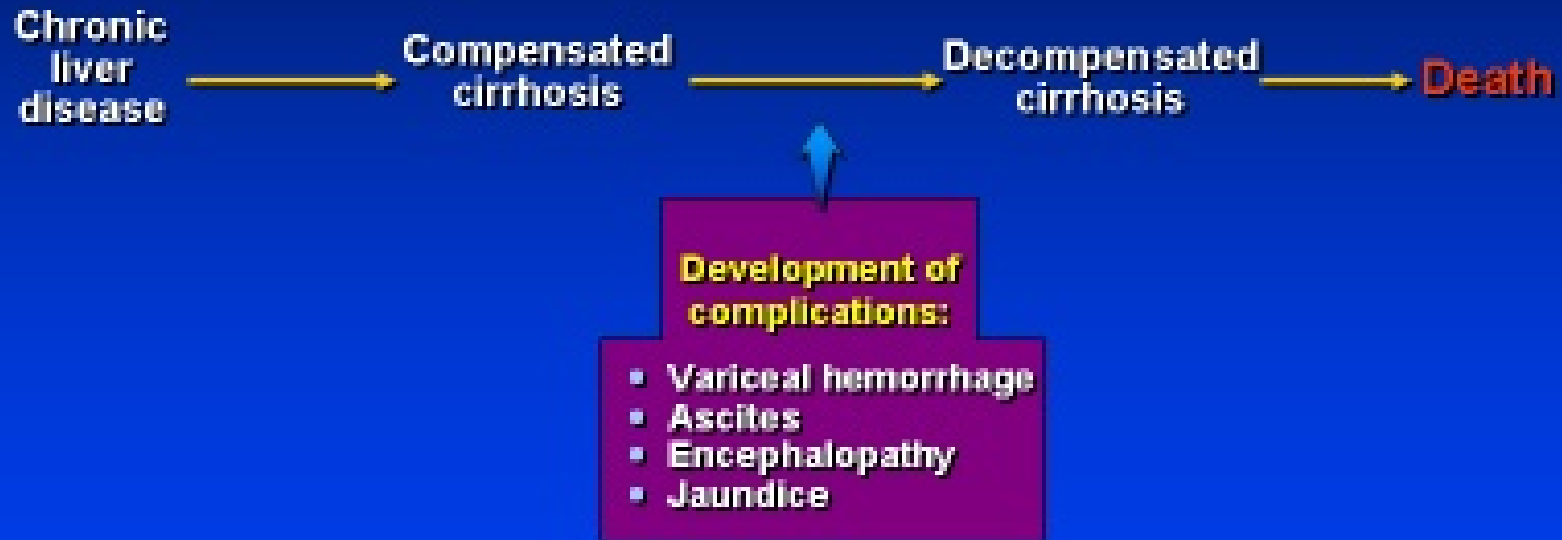 Chronic
liver
disease
Compensated
cirrhosis
Decompensated
cirrhosis
Death
Development of
complications:
• Variceal hemorrhage
• Ascites
• Encephalopathy
• Jaundice